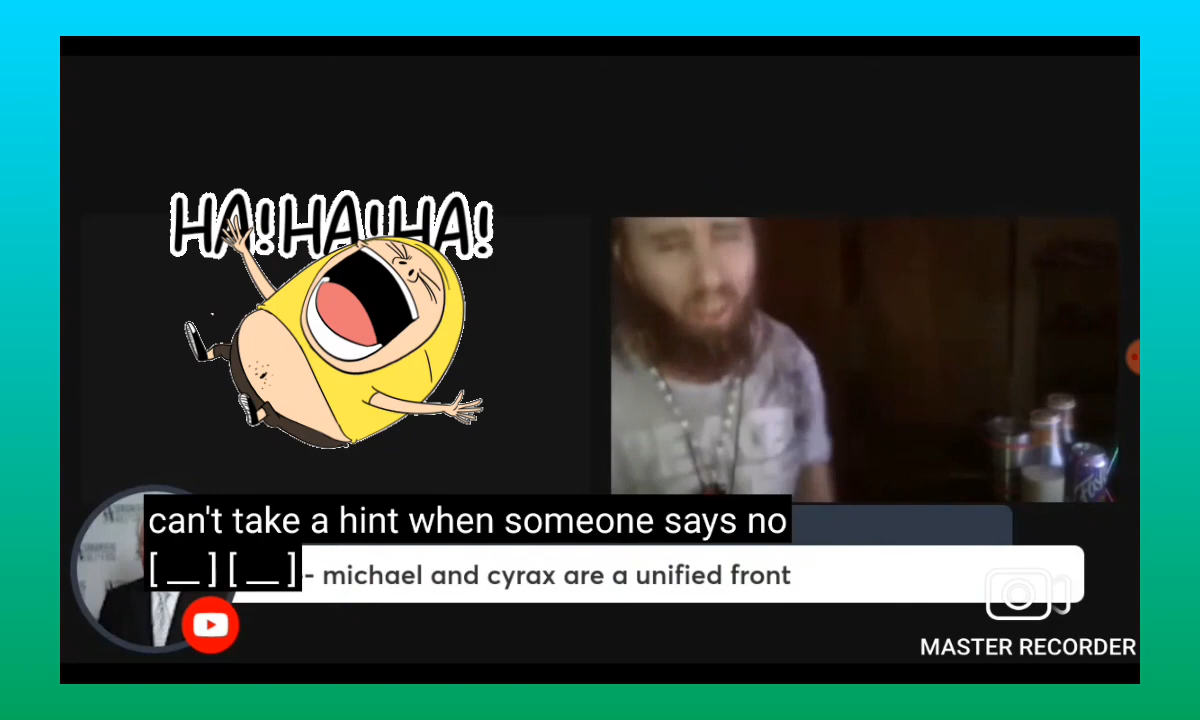 HA! HA! HA!
can't take a hint when someone says no
[ __ ] [ __ ]
- michael and cyrax are a unified front
MASTER RECORDER